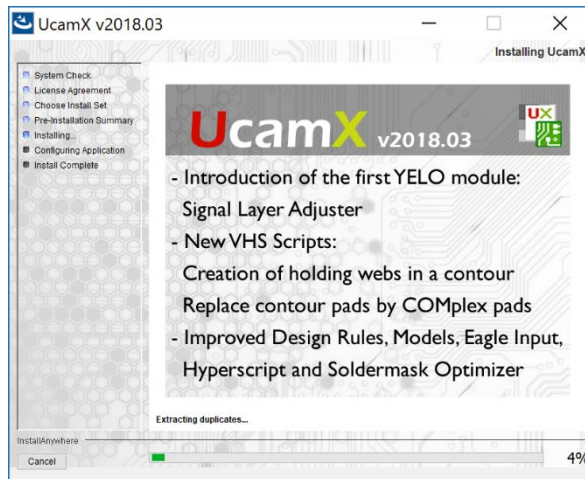 UcamX v2018.03
Installing UcamX
System Check
License Agreement
Choose Install Set
Pre-Installation Summary
Installing...
Configuring Application
Install Complete
UcamX v2018.03
UX
- Introduction of the first YELO module:
Signal Layer Adjuster
- New VHS Scripts:
Creation of holding webs in a contour
Replace contour pads by COMplex pads
- Improved Design Rules, Models, Eagle Input,
Hyperscript and Soldermask Optimizer
Extracting duplicates...
InstallAnywhere
Cancel
4%